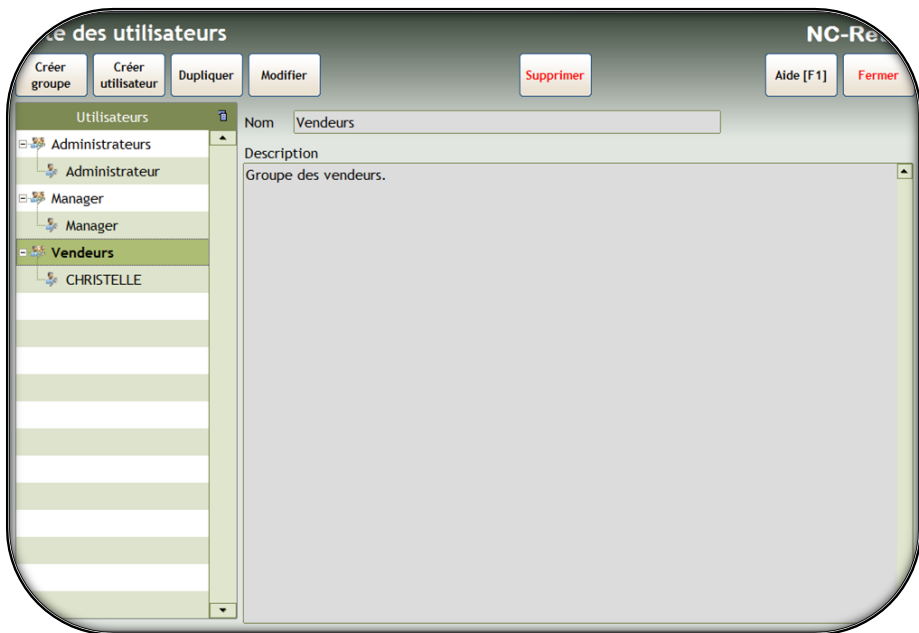 te des utilisateurs
NC-Re
Créer
groupe
Créer
utilisateur
Dupliquer
Modifier
Supprimer
Aide [F1]
Fermer
Utilisateurs
Administrateurs
Administrateur
Manager
Manager
Vendeurs
CHRISTELLE
Nom
Vendeurs
Description
Groupe des vendeurs.